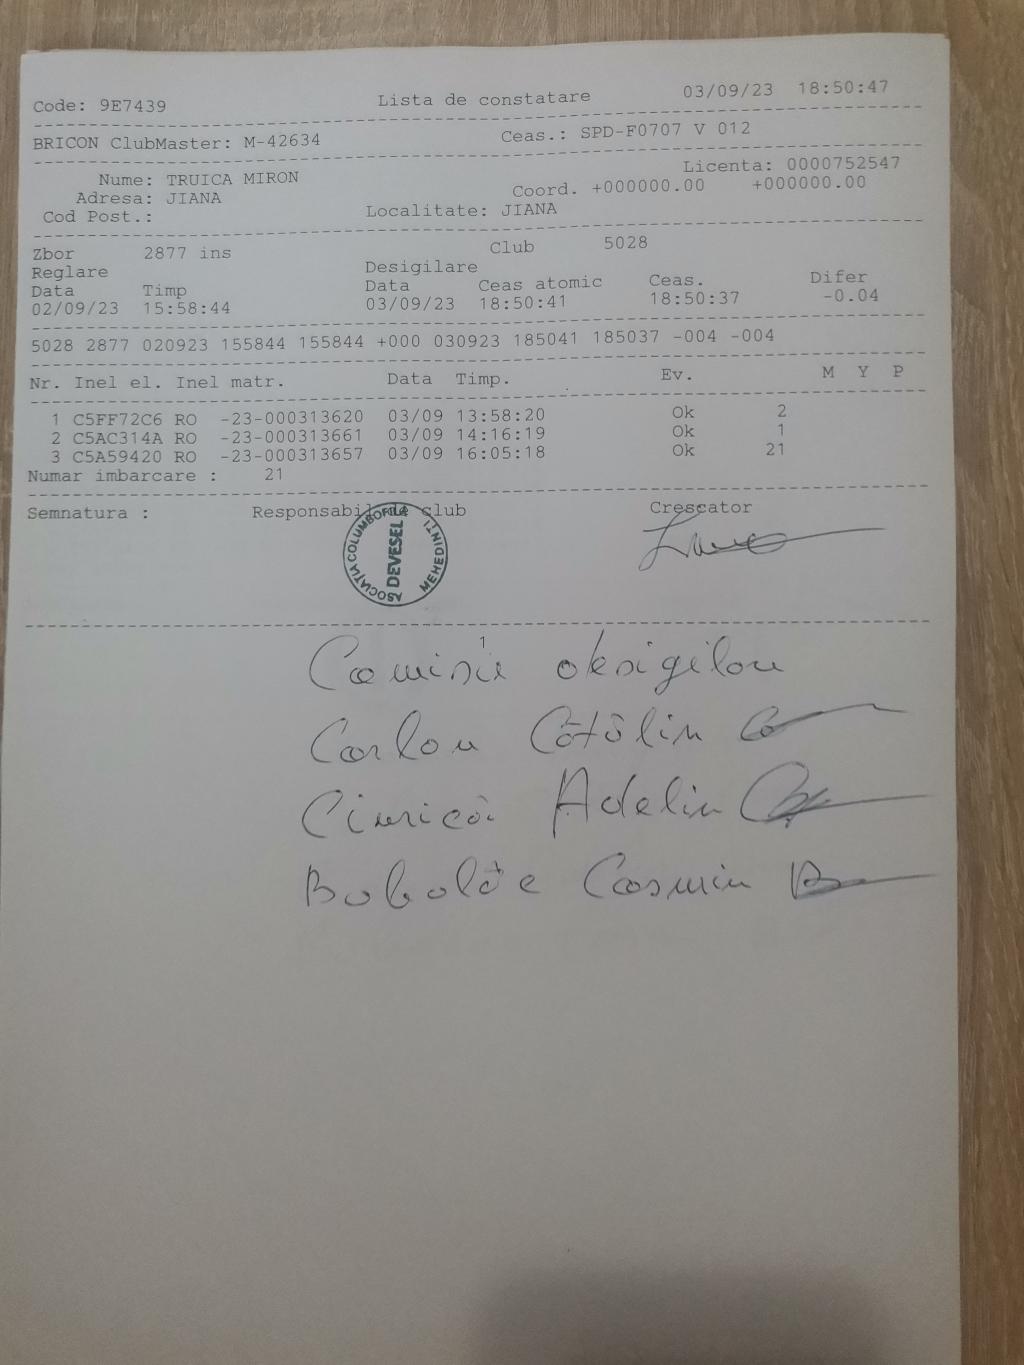 Code: 9E7439 Lista de constatare 03/09/23 18:50:47
BRICON ClubMaster: M-42634 Ceas.: SPD-F0707 V 012
Licenta: 0000752547
Nume: TRUICA MIRON
Adresa: JIANA Coord. +000000.00 +000000.00
Cod Post.: Localitate: JIANA
Zbor 2877 ins Club 5028
Reglare Desigilare
Data Timp Data Ceas atomic Ceas. Difer
02/09/23 15:58:44 03/09/23 18:50:41 18:50:37 -0.04
5028 2877 020923 155844 155844 +000 030923 185041 185037 -004 -004
Nr. Inel el. Inel matr. Data Timp. Ev. M Y P
1 C5FF72C6 RO -23-000313620 03/09 13:58:20 Ok 2
2 C5AC314A RO -23-000313661 03/09 14:16:19 Ok 1
3 C5A59420 RO -23-000313657 03/09 16:05:18 Ok 21
Numar imbarcare : 21
Semnatura : Responsabil club Crescator
ASOCIAȚIA COLUMBOFILĂ
DEVESEL
MEHEDINTI
1
Comisie
Cătălin
Ciurică Adelin
Cosmin